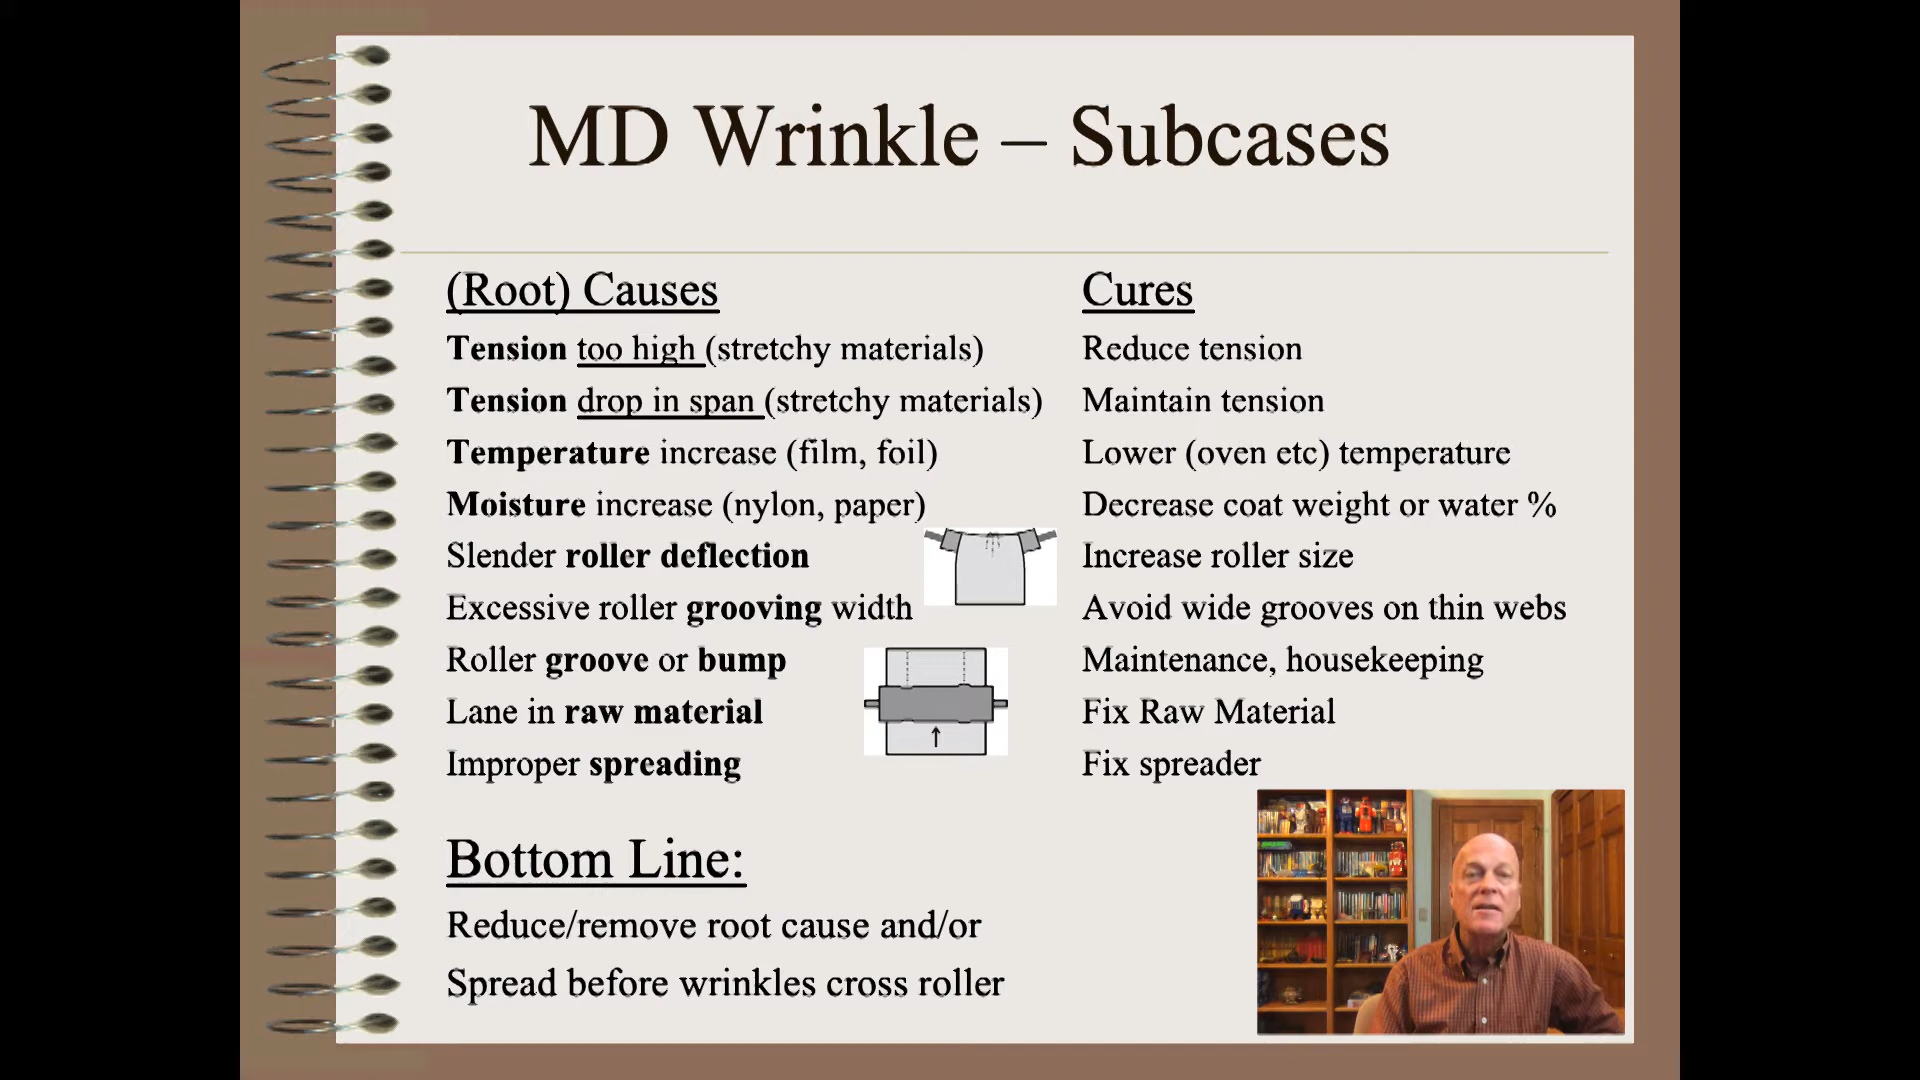 MD Wrinkle – Subcases
(Root) Causes
Cures
Tension too high (stretchy materials)
Reduce tension
Tension drop in span (stretchy materials)
Maintain tension
Temperature increase (film, foil)
Lower (oven etc) temperature
Moisture increase (nylon, paper)
Decrease coat weight or water %
Slender roller deflection
Increase roller size
Excessive roller grooving width
Avoid wide grooves on thin webs
Roller groove or bump
Maintenance, housekeeping
Lane in raw material
Fix Raw Material
Improper spreading
Fix spreader
Bottom Line:
Reduce/remove root cause and/or
Spread before wrinkles cross roller